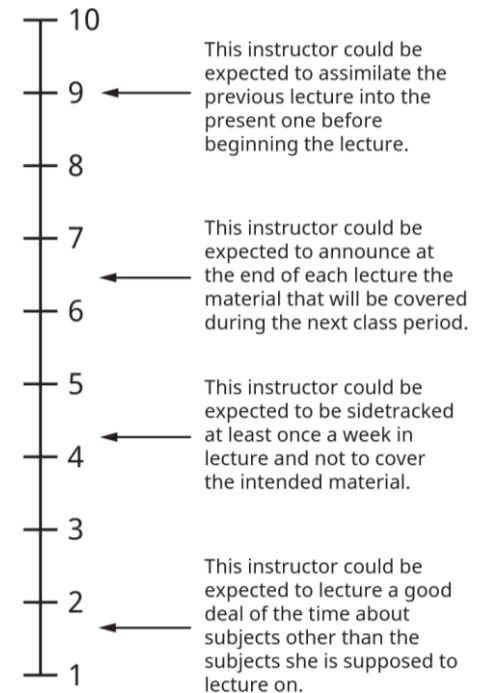 10
This instructor could be
expected to assimilate the
9
previous lecture into the
present one before
beginning the lecture.
8
This instructor could be
7
expected to announce at
the end of each lecture the
material that will be covered
6
during the next class period.
5
This instructor could be
expected to be sidetracked
at least once a week in
4
lecture and not to cover
the intended material.
3
This instructor could be
expected to lecture a good
2
deal of the time about
subjects other than the
subjects she is supposed to
1
lecture on.